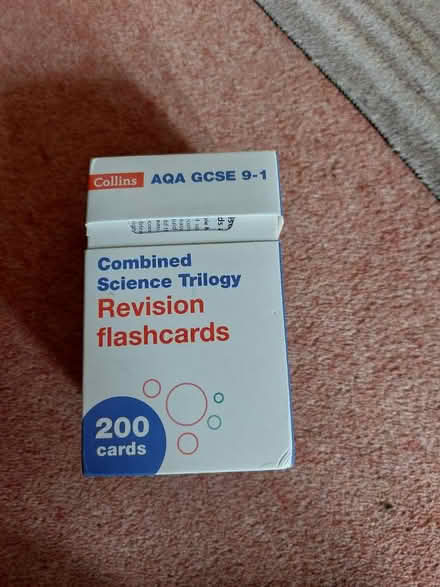 Collins AQA GCSE 9-1
Combined
Science Trilogy
Revision
flashcards
200
cards